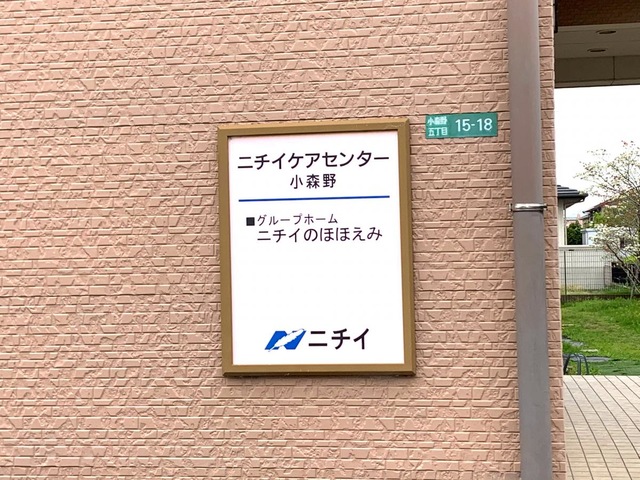 ニチイケアセンター
小森野
■グループホーム
ニチイのほほえみ
ニチイ
小森野
五丁目 15-18